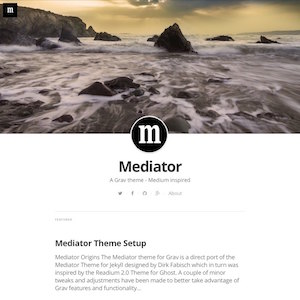 m
m
Mediator
A Grav theme - Medium inspired
About
FEATURED
Mediator Theme Setup
Mediator Origins The Mediator theme for Grav is a direct port of the
Mediator Theme for Jekyll designed by Dirk Fabisch which in turn was
inspired by the Readium 2.0 Theme for Ghost. A couple of minor
tweaks and adjustments have been made to better take advantage of
Grav features and functionality...